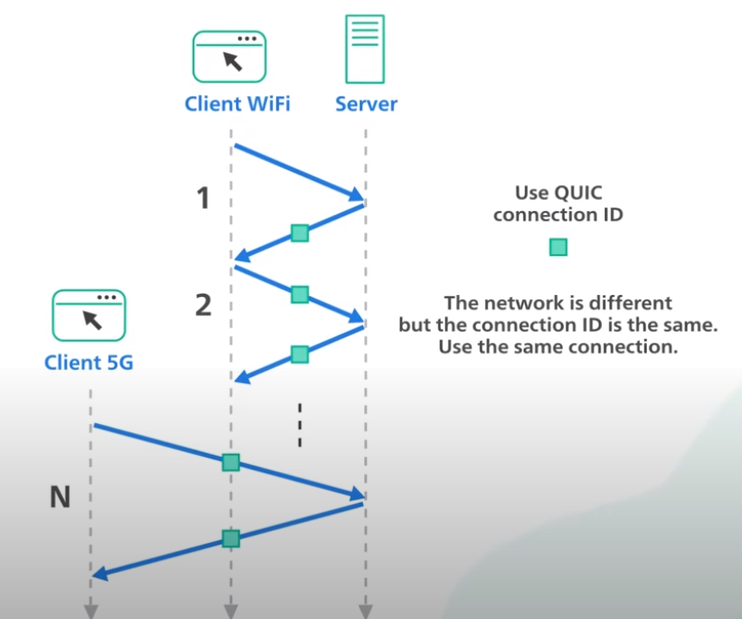 Client WiFi
Server
1
Use QUIC
connection ID
2
The network is different
but the connection ID is the same.
Use the same connection.
Client 5G
N